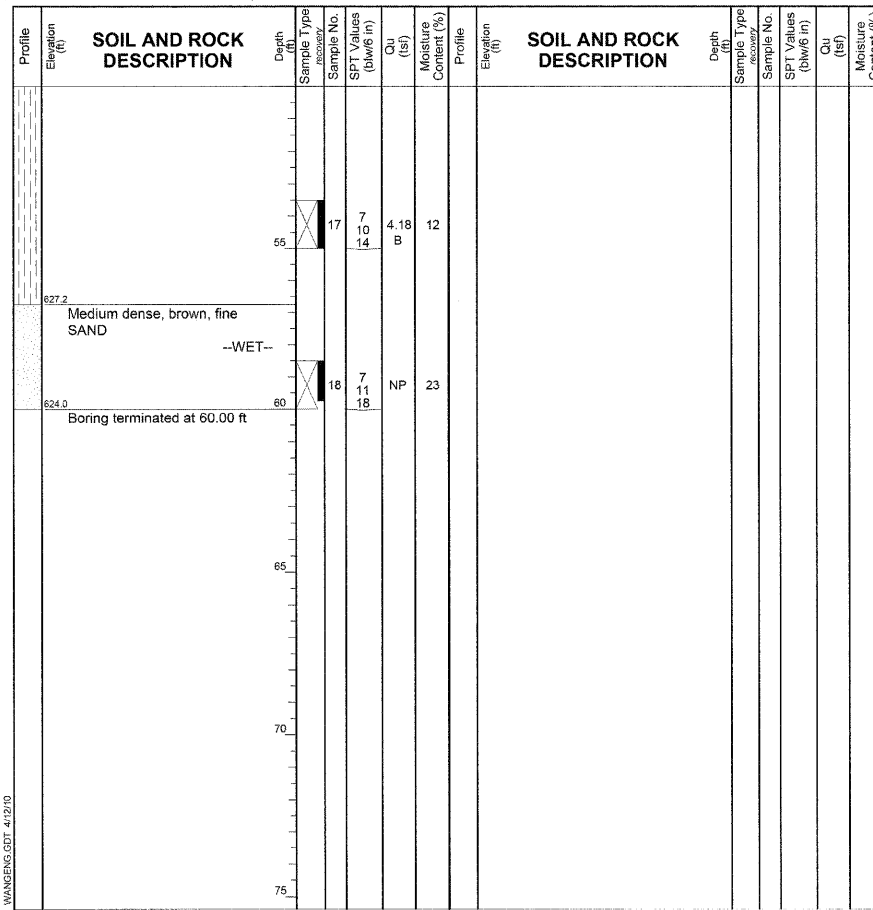 Profile
Elevation
(ft)
SOIL AND ROCK
DESCRIPTION
Depth
(ft)
Sample Type
recovery
Sample No.
SPT Values
(blw/6 in)
Qu
(tsf)
Moisture
Content (%)
Profile
Elevation
(ft)
SOIL AND ROCK
DESCRIPTION
Depth
(ft)
Sample Type
recovery
Sample No.
SPT Values
(blw/6 in)
Qu
(tsf)
Moisture
Content (%)
17
7
10
14
4.18
B
12
55
627.2
Medium dense, brown, fine
SAND
--WET--
18
7
11
18
NP
23
624.0
60
Boring terminated at 60.00 ft
65
70
75
WANGENG.GDT 4/12/10